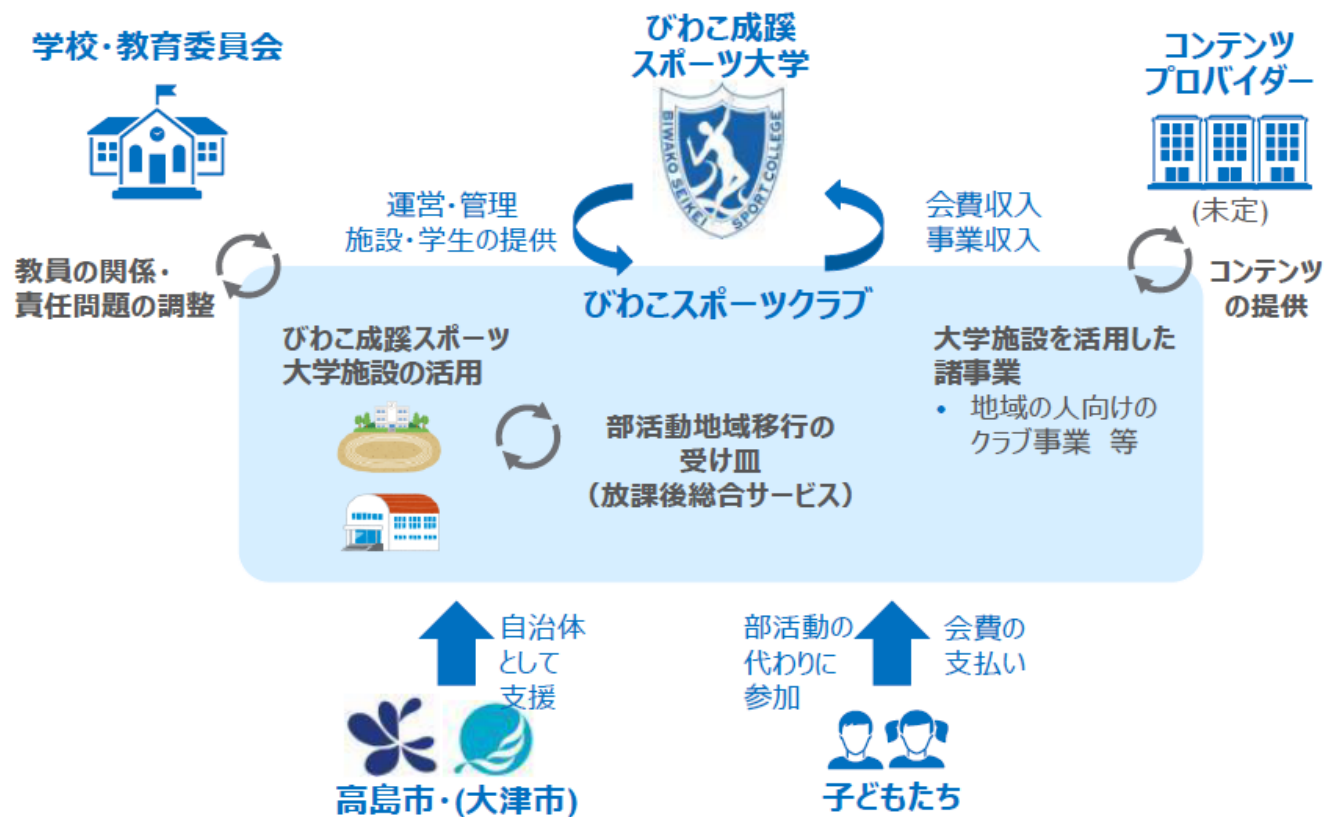 学校・教育委員会
びわこ成蹊
スポーツ大学
コンテンツ
プロバイダー
BIWAKO SEIKEI SPORT COLLEGE
(未定)
運営・管理
施設・学生の提供
会費収入
事業収入
教員の関係・
責任問題の調整
コンテンツ
の提供
びわこスポーツクラブ
びわこ成蹊スポーツ
大学施設の活用
部活動地域移行の
受け皿
(放課後総合サービス)
大学施設を活用した
諸事業
• 地域の人向けの
クラブ事業 等
自治体
として
支援
部活動の
代わりに
参加
会費の
支払い
高島市・(大津市)
子どもたち